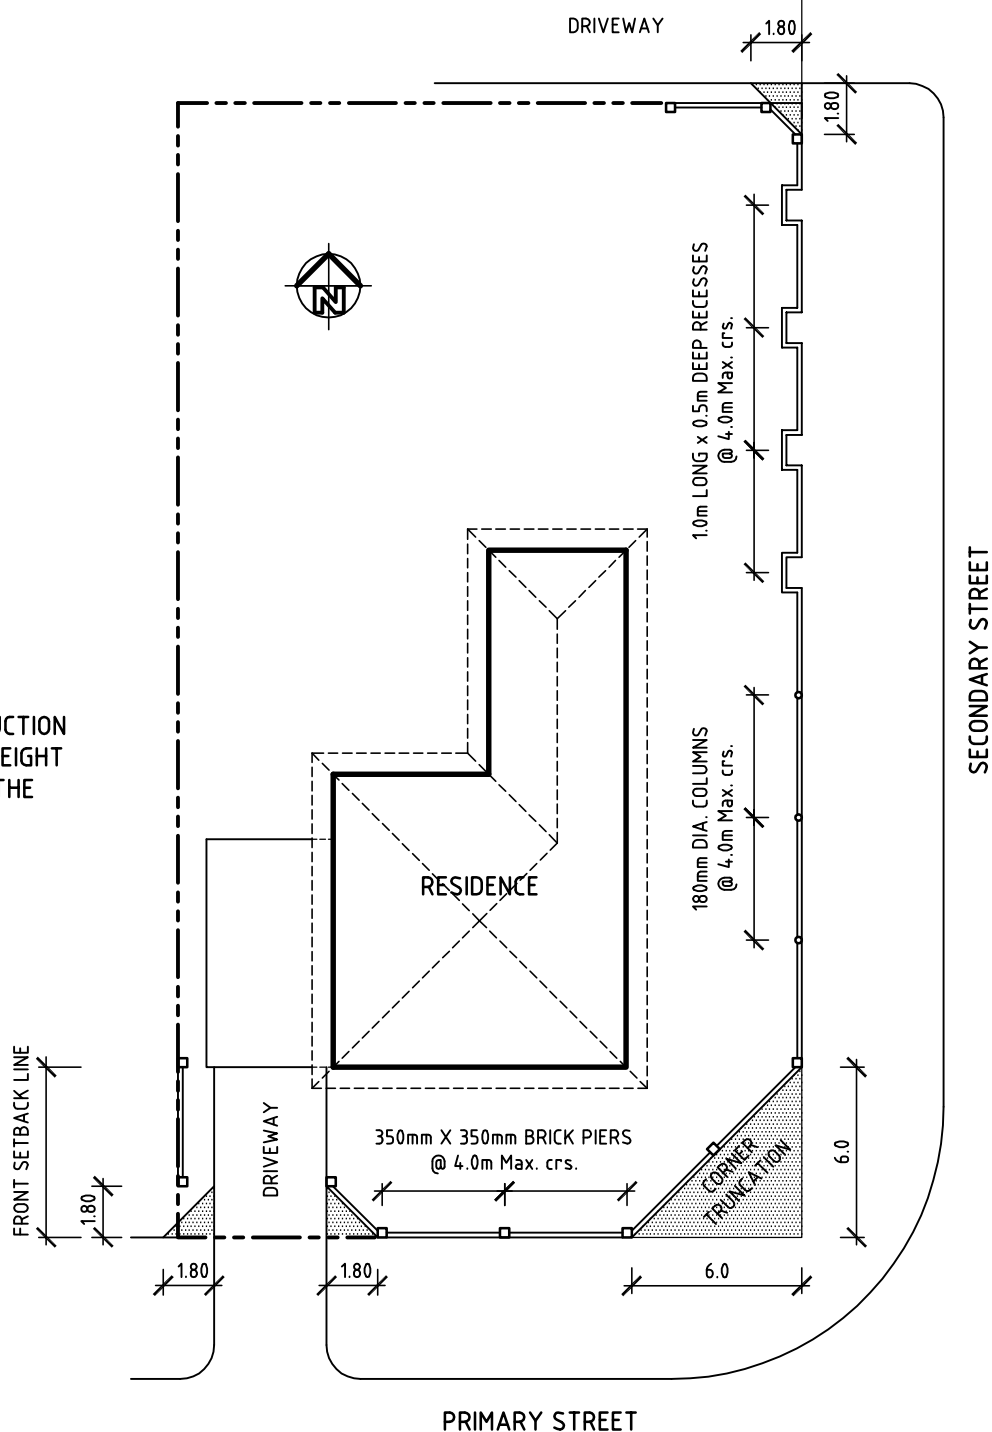 DRIVEWAY
1.80
1.80
N
1.0m LONG x 0.5m DEEP RECESSES
@ 4.0m Max. crs.
SECONDARY STREET
EIGHT
THE
180mm DIA. COLUMNS
@ 4.0m Max. crs.
RESIDENCE
FRONT SETBACK LINE
1.80
DRIVEWAY
350mm X 350mm BRICK PIERS
@ 4.0m Max. crs.
CORNER
TRUNCATION
6.0
1.80
1.80
6.0
PRIMARY STREET